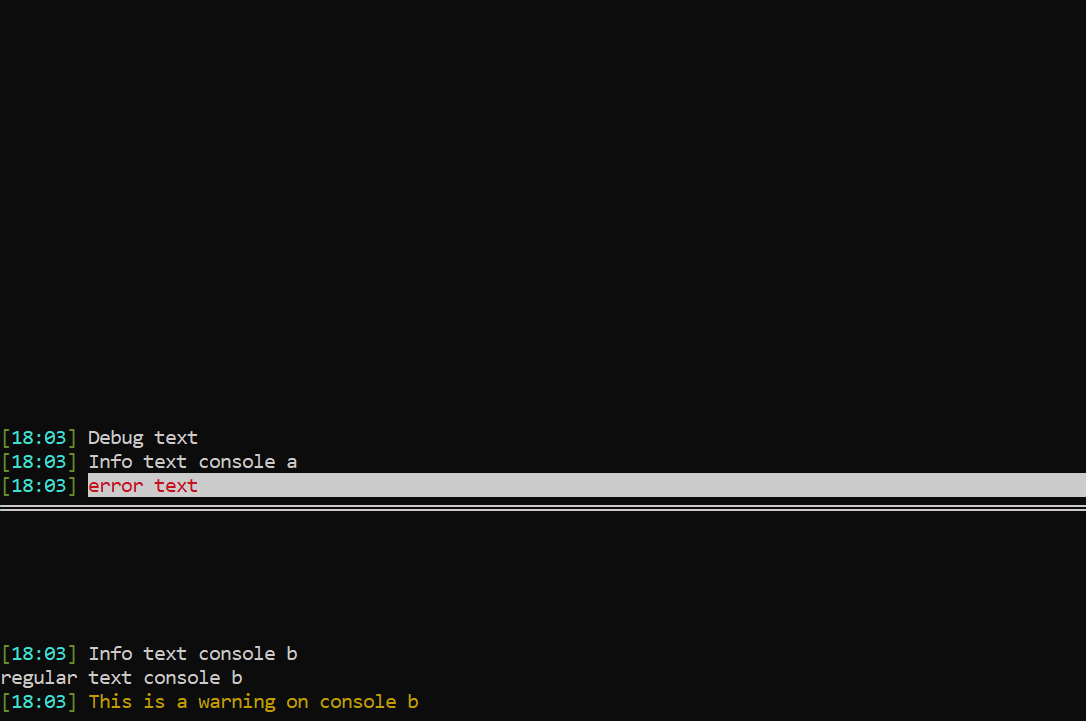 [18:03] Debug text
[18:03] Info text console a
[18:03] error text
[18:03] Info text console b
regular text console b
[18:03] This is a warning on console b